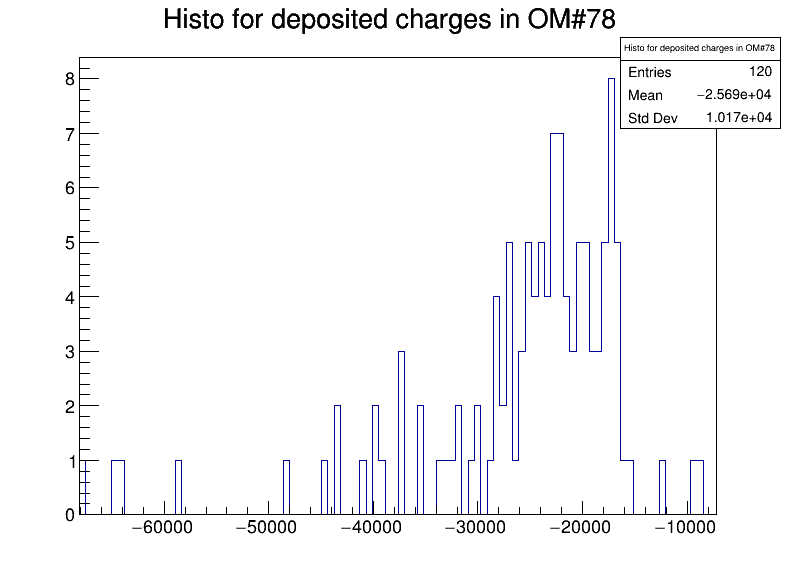 Histo for deposited charges in OM#78
Histo for deposited charges in OM#78
Entries 120
Mean −2.569e+04
Std Dev 1.017e+04
8
7
6
5
4
3
2
1
0
−60000 −50000 −40000 −30000 −20000 −10000